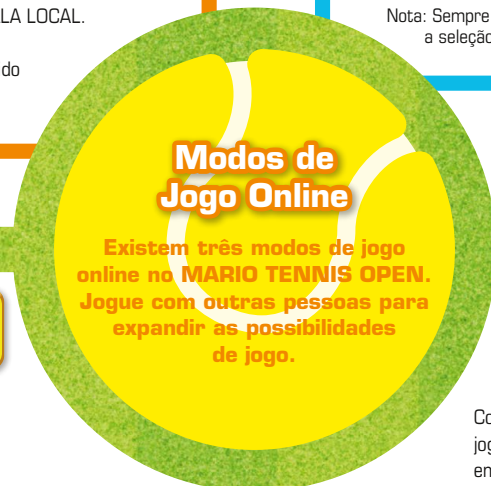 LA LOCAL.
do
Nota: Sempre
a seleção
Modos de
Jogo Online
Existem três modos de jogo
online no MARIO TENNIS OPEN.
Jogue com outras pessoas para
expandir as possibilidades
de jogo.
Co
jog
en